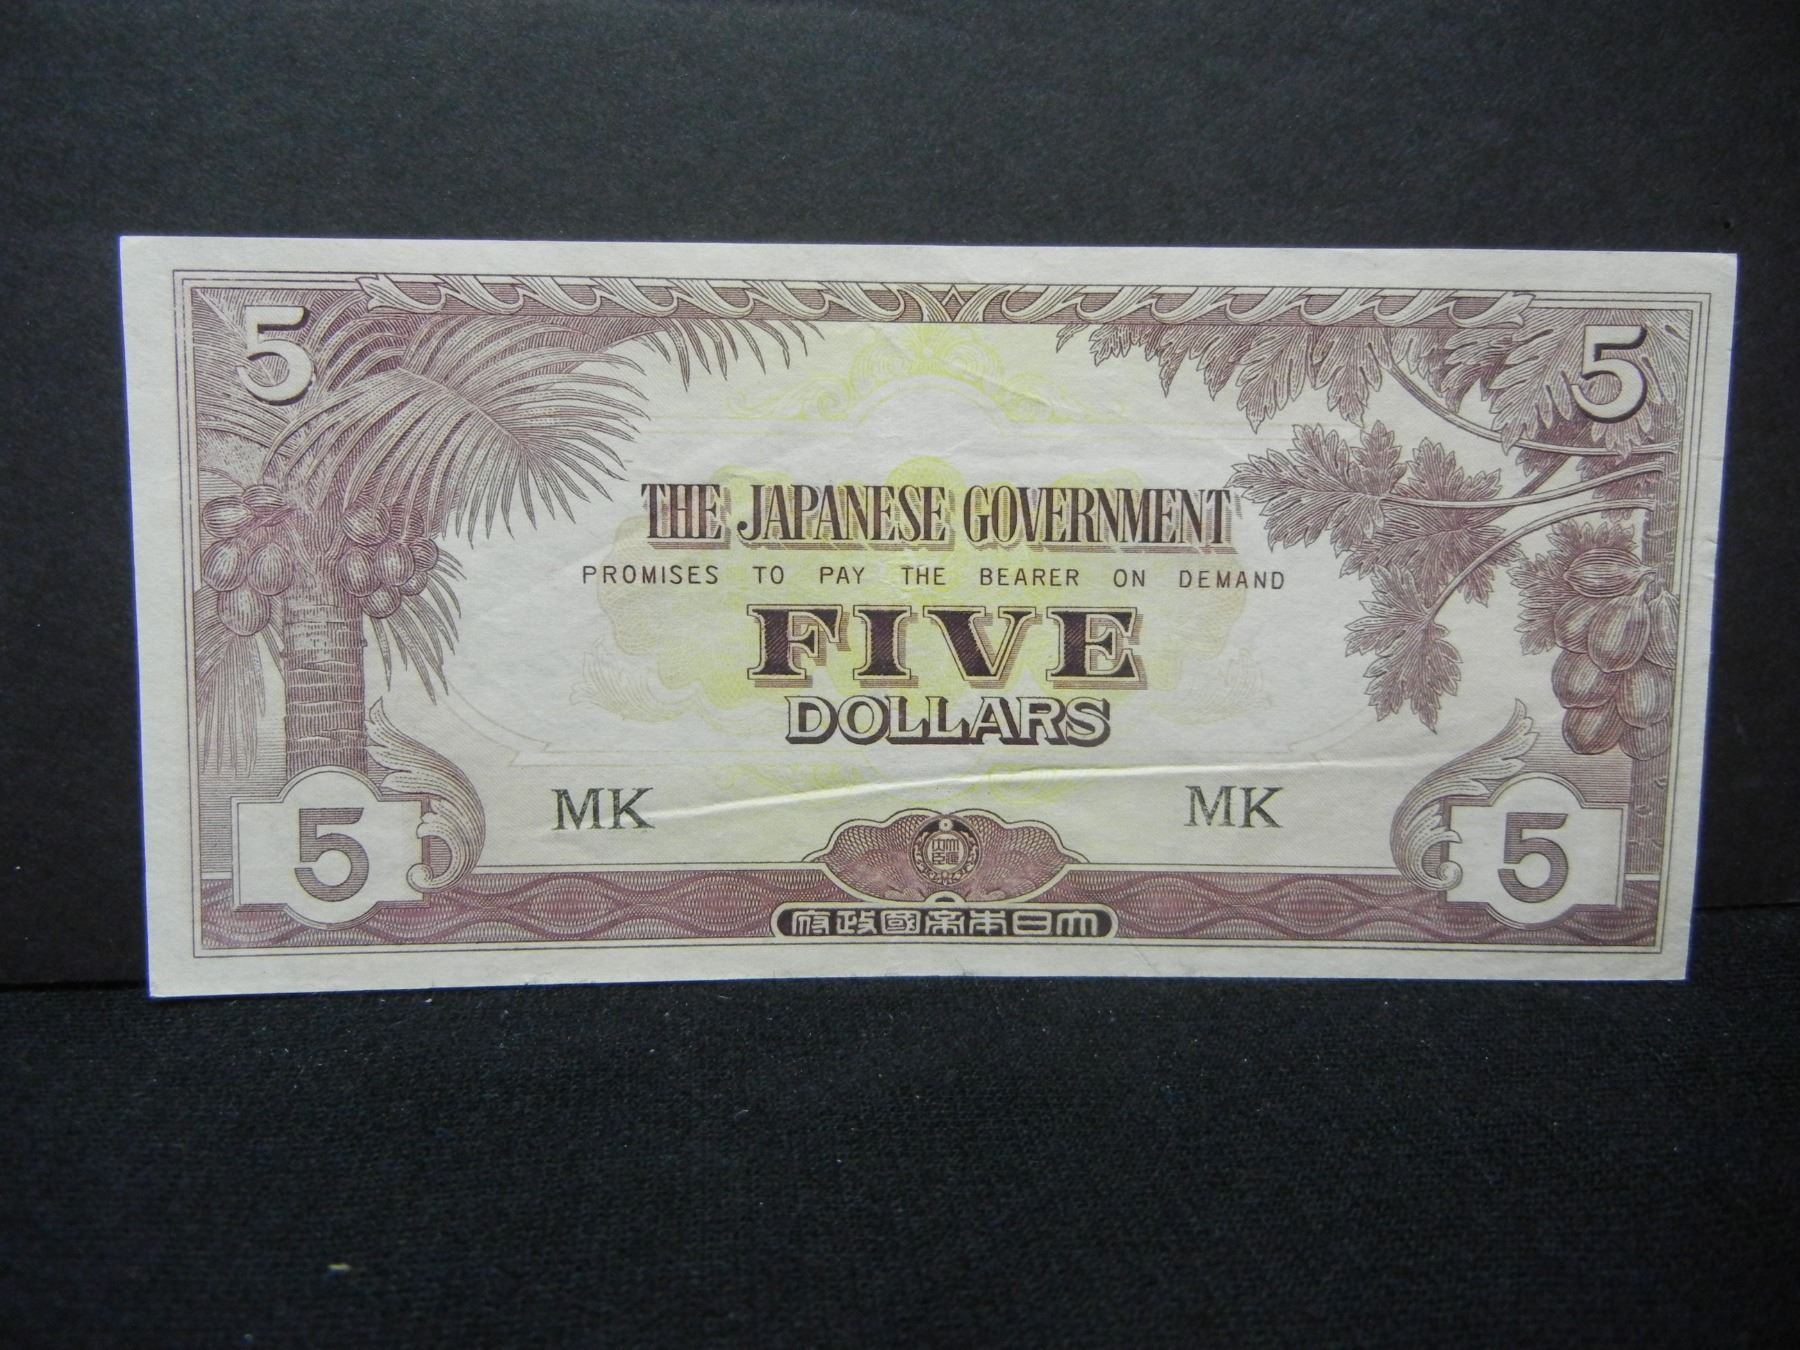 5 5
THE JAPANESE GOVERNMENT
PROMISES TO PAY THE BEARER ON DEMAND
FIVE
DOLLARS
MK MK
5 5
府政國帝本日大